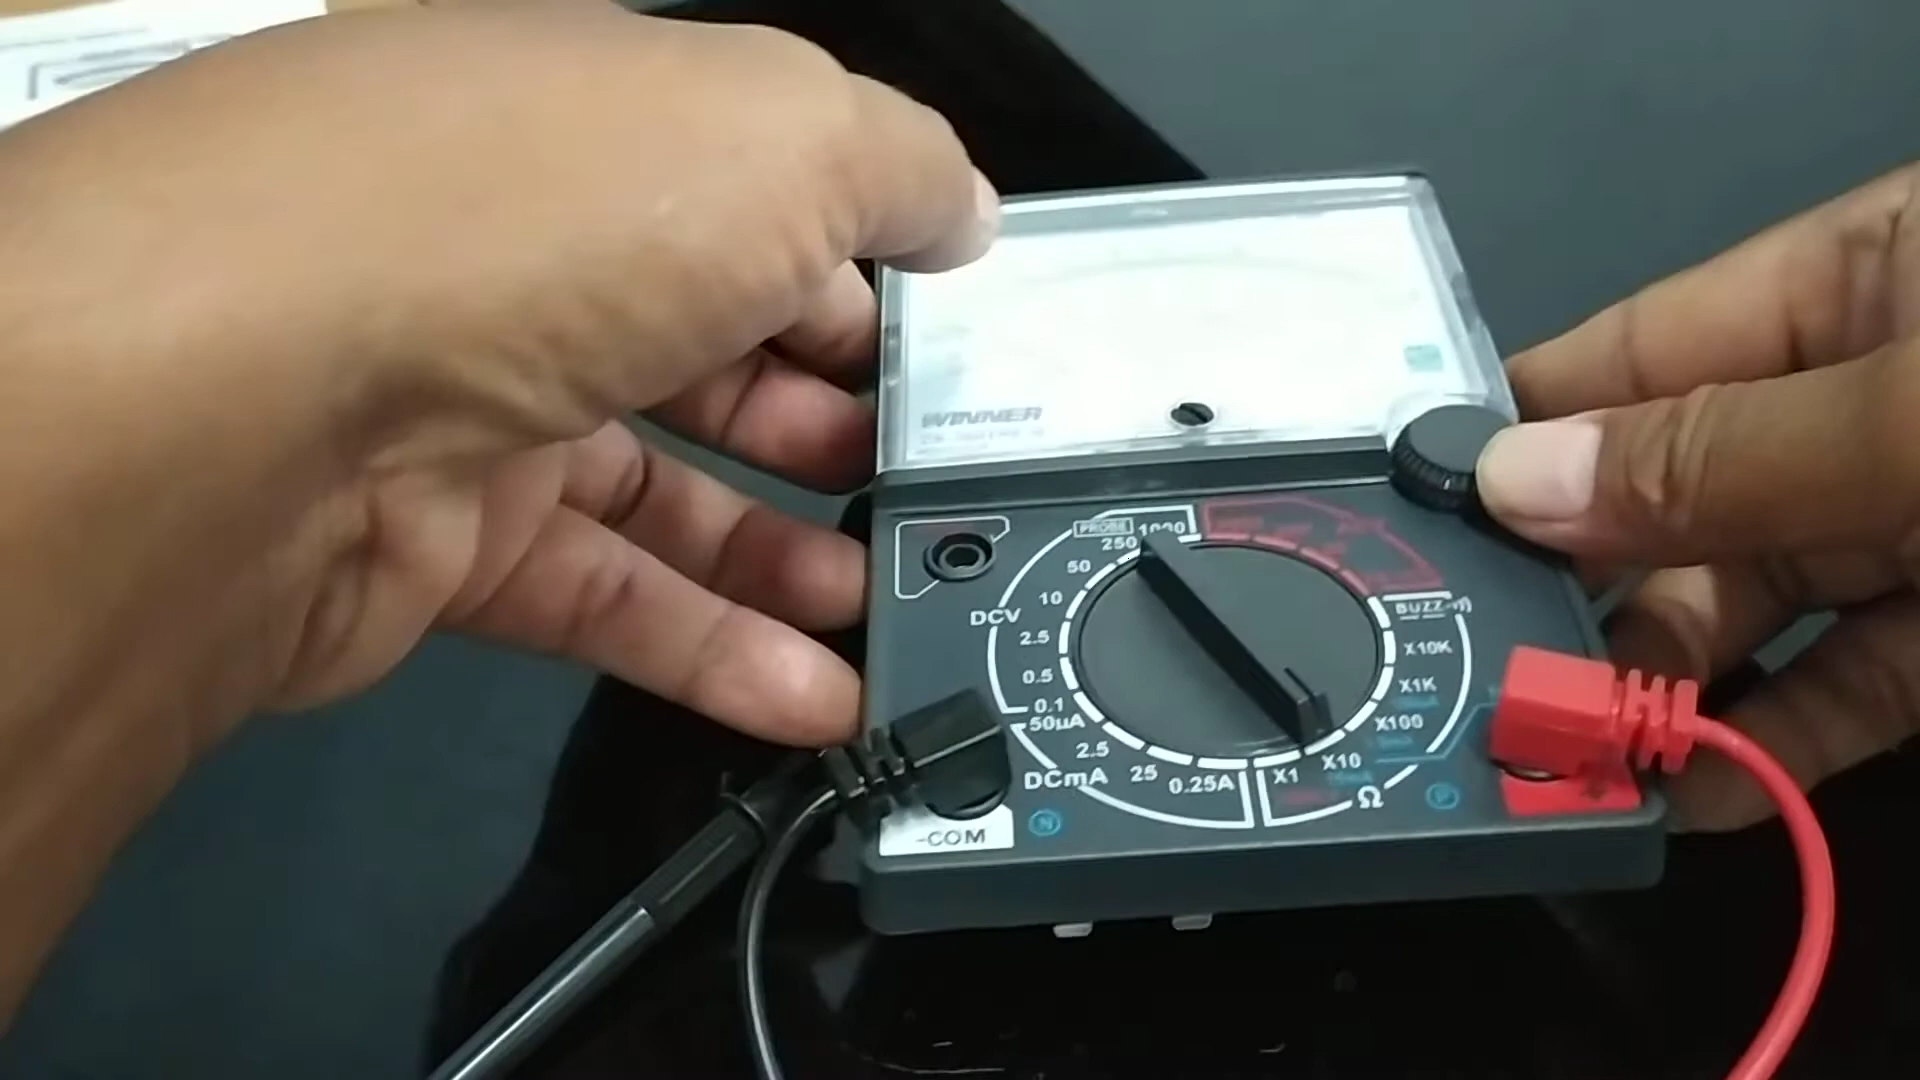 WINNER
PROBE
1000
250
50
10
DCV
2.5
0.5
0.1
50μA
2.5
DCmA
25
0.25A
X1
X10
Ω
X100
X1K
X10K
BUZZ
-COM
N
P